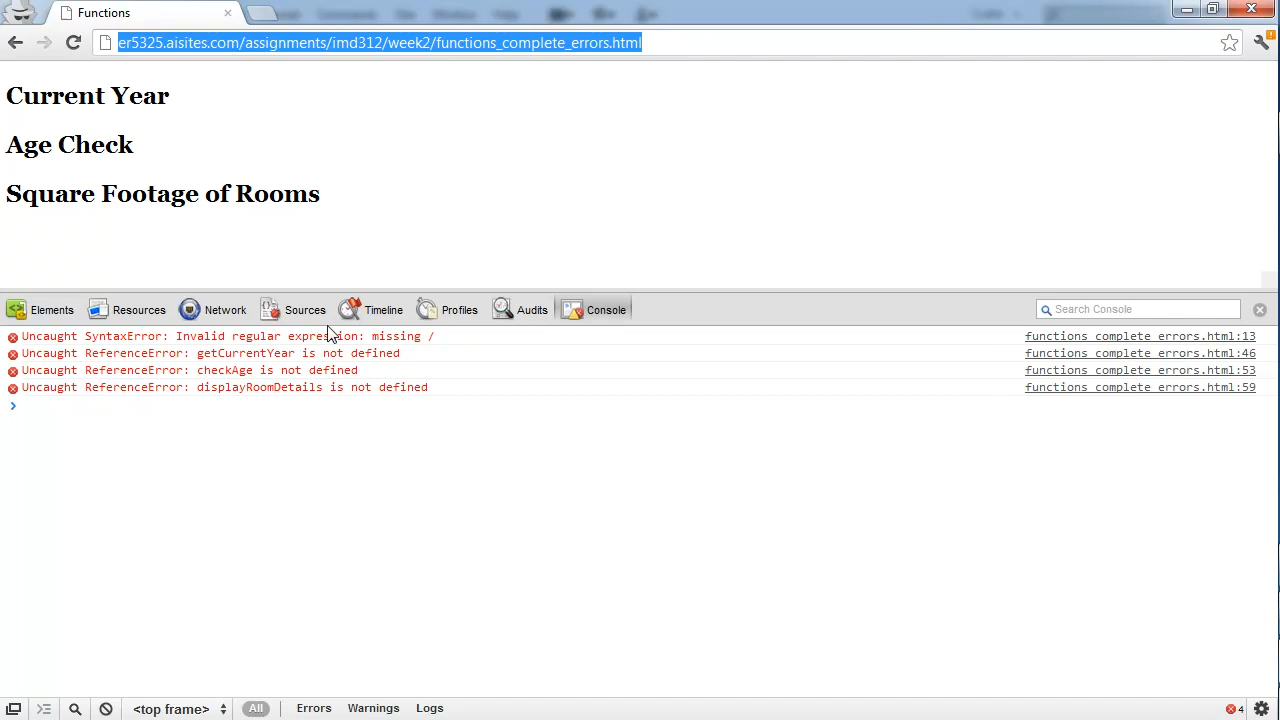 Functions
er5325.aisites.com/assignments/imd312/week2/functions_complete_errors.html
Current Year
Age Check
Square Footage of Rooms
Elements Resources Network Sources Timeline Profiles Audits Console Search Console
Uncaught SyntaxError: Invalid regular expression: missing / functions_complete_errors.html:13
Uncaught ReferenceError: getCurrentYear is not defined functions_complete_errors.html:46
Uncaught ReferenceError: checkAge is not defined functions_complete_errors.html:53
Uncaught ReferenceError: displayRoomDetails is not defined functions_complete_errors.html:59
<top frame> All Errors Warnings Logs 4